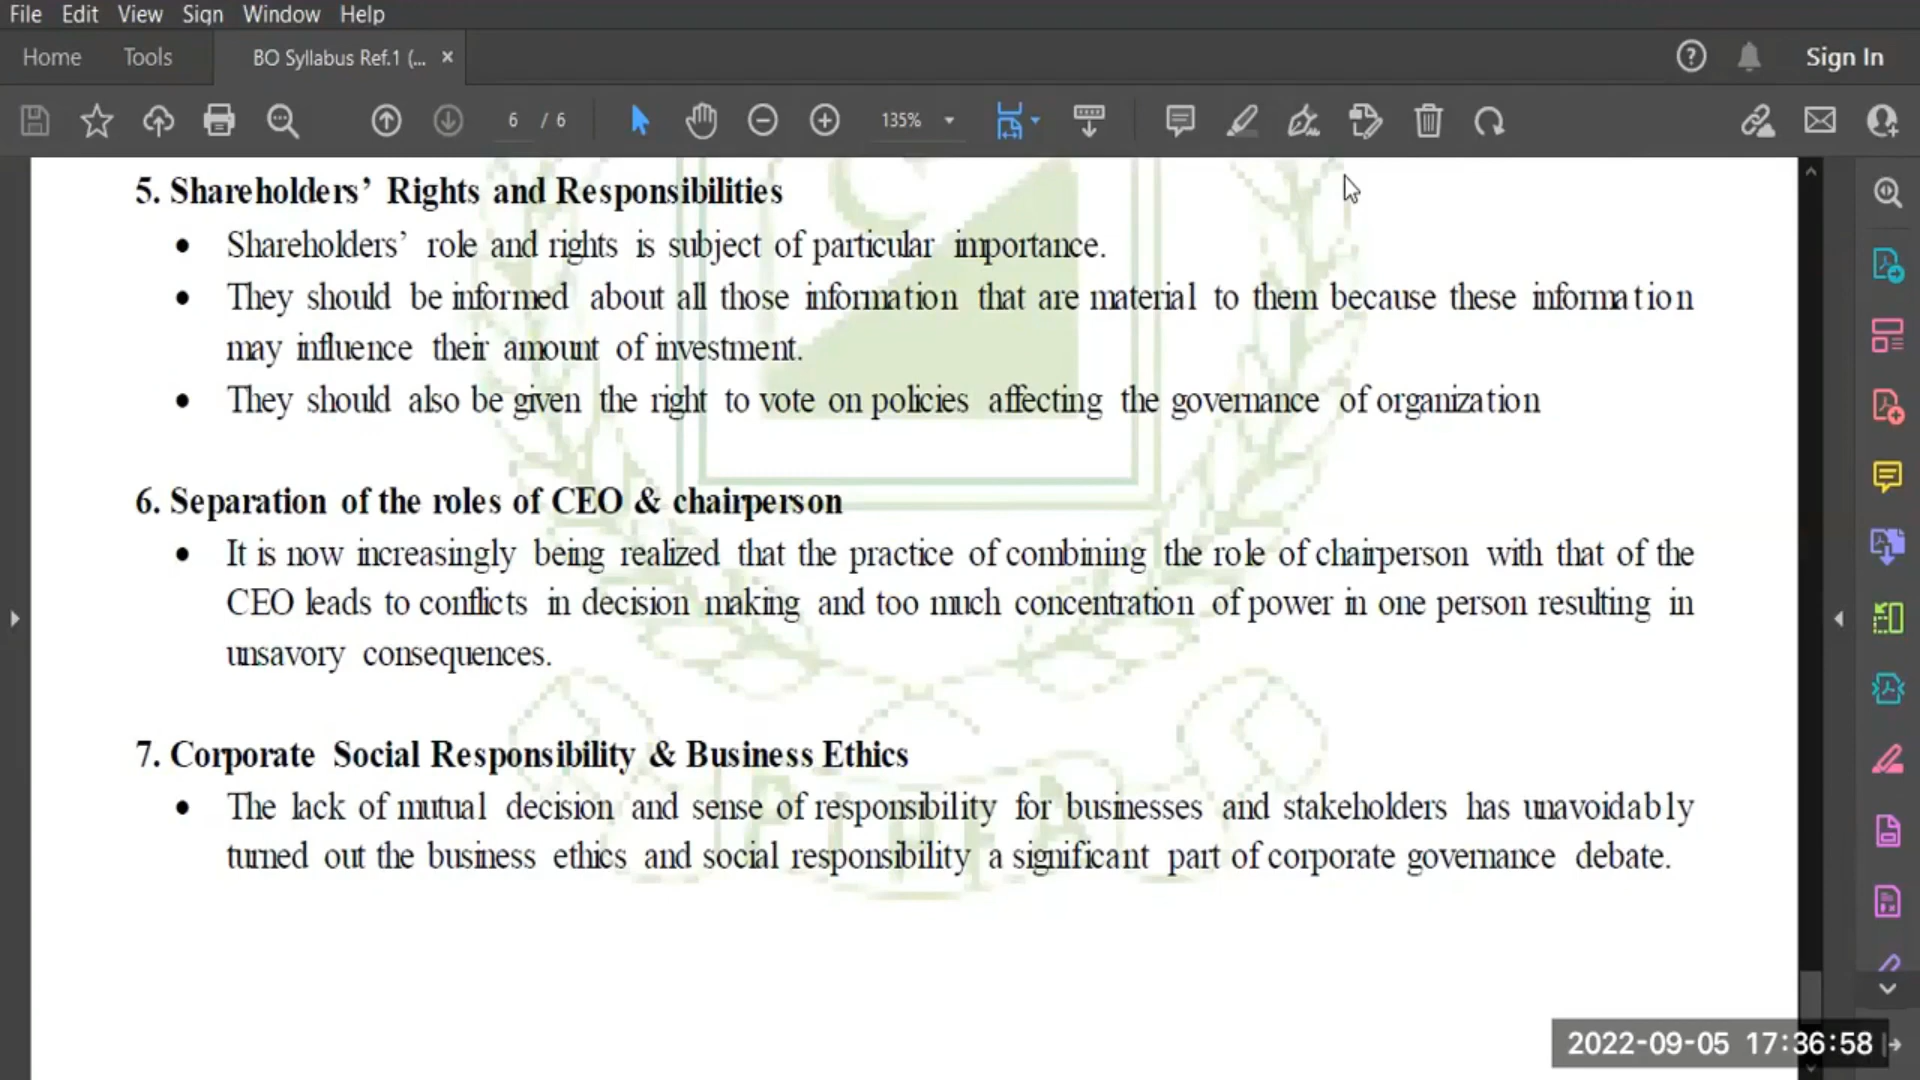 File Edit View Sign Window Help
Home Tools BO Syllabus Ref.1 (... × Sign In
6 / 6 135%
5. Shareholders’ Rights and Responsibilities
• Shareholders’ role and rights is subject of particular importance.
• They should be informed about all those information that are material to them because these information
may influence their amount of investment.
• They should also be given the right to vote on policies affecting the governance of organization
6. Separation of the roles of CEO & chairperson
• It is now increasingly being realized that the practice of combining the role of chairperson with that of the
CEO leads to conflicts in decision making and too much concentration of power in one person resulting in
unsavory consequences.
7. Corporate Social Responsibility & Business Ethics
• The lack of mutual decision and sense of responsibility for businesses and stakeholders has unavoidably
turned out the business ethics and social responsibility a significant part of corporate governance debate.
2022-09-05 17:36:58